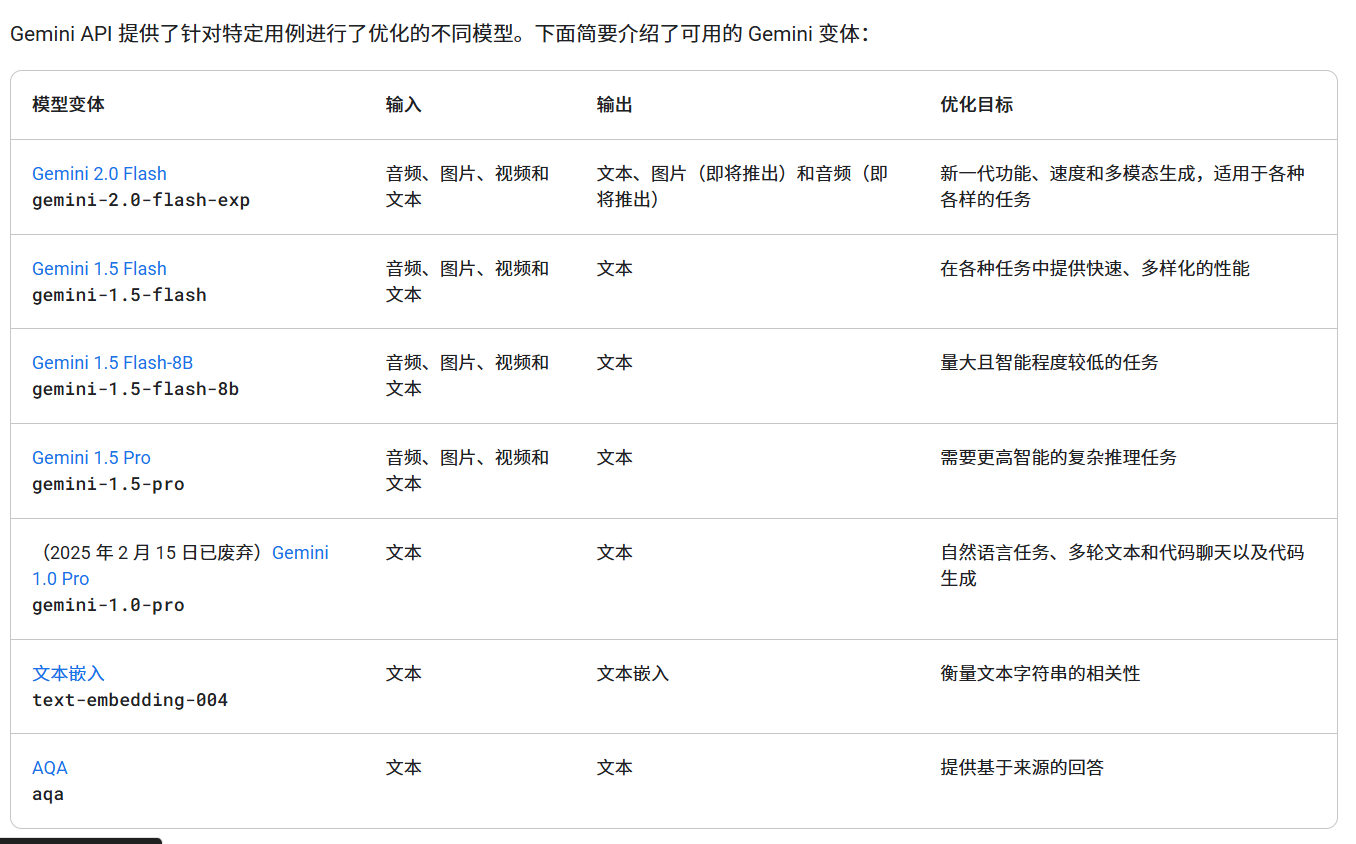 Gemini API 提供了针对特定用例进行了优化的不同模型。下面简要介绍了可用的 Gemini 变体：
模型变体 输入 输出 优化目标
Gemini 2.0 Flash 音频、图片、视频和 文本、图片（即将推出）和音频（即 新一代功能、速度和多模态生成，适用于各种
gemini-2.0-flash-exp 文本 将推出） 各样的任务
Gemini 1.5 Flash 音频、图片、视频和 文本 在各种任务中提供快速、多样化的性能
gemini-1.5-flash 文本
Gemini 1.5 Flash-8B 音频、图片、视频和 文本 量大且智能程度较低的任务
gemini-1.5-flash-8b 文本
Gemini 1.5 Pro 音频、图片、视频和 文本 需要更高智能的复杂推理任务
gemini-1.5-pro 文本
（2025 年 2 月 15 日已废弃）Gemini 文本 文本 自然语言任务、多轮文本和代码聊天以及代码
1.0 Pro 生成
gemini-1.0-pro
文本嵌入 文本 文本嵌入 衡量文本字符串的相关性
text-embedding-004
AQA 文本 文本 提供基于来源的回答
aqa